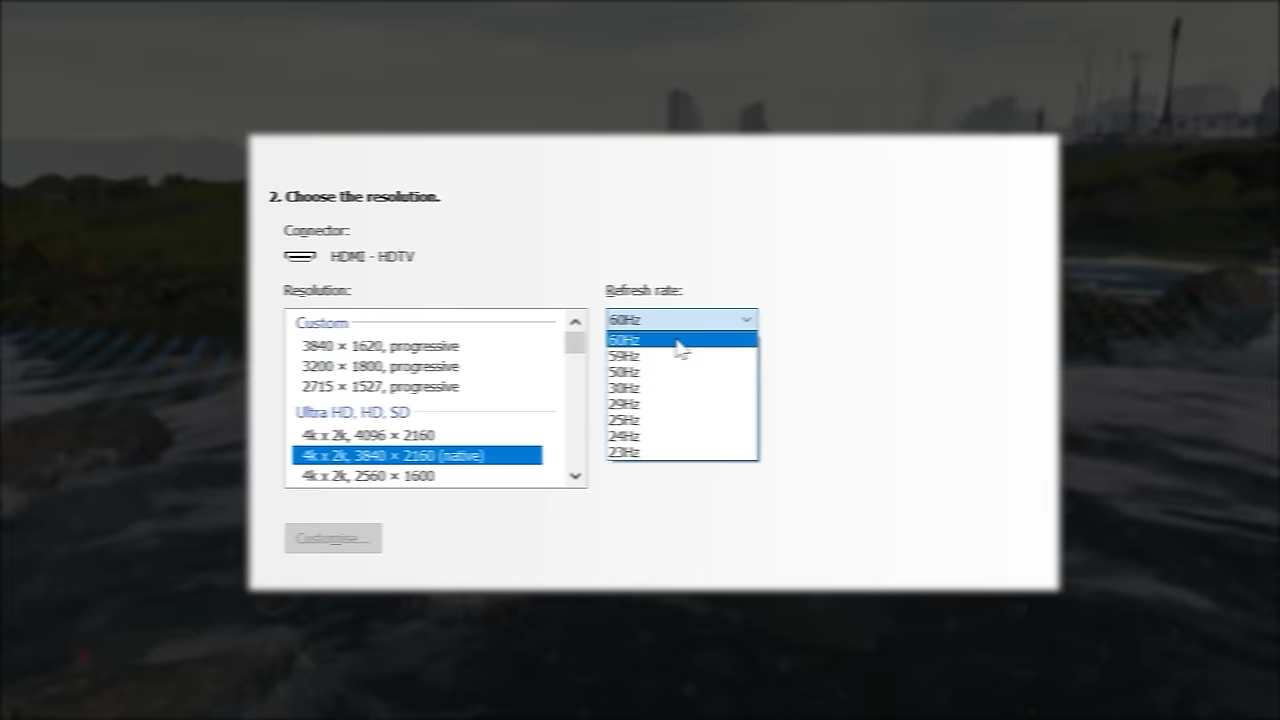 2. Choose the resolution.
Connector:
HDMI - HDTV
Resolution:
Custom
3840 × 1620, progressive
3200 × 1800, progressive
2715 × 1527, progressive
Ultra HD, HD, SD
4k x 2k, 4096 × 2160
4k x 2k, 3840 × 2160 (native)
4k x 2k, 2560 × 1600
Refresh rate:
60Hz
60Hz
59Hz
50Hz
30Hz
29Hz
25Hz
24Hz
23Hz
Customise...